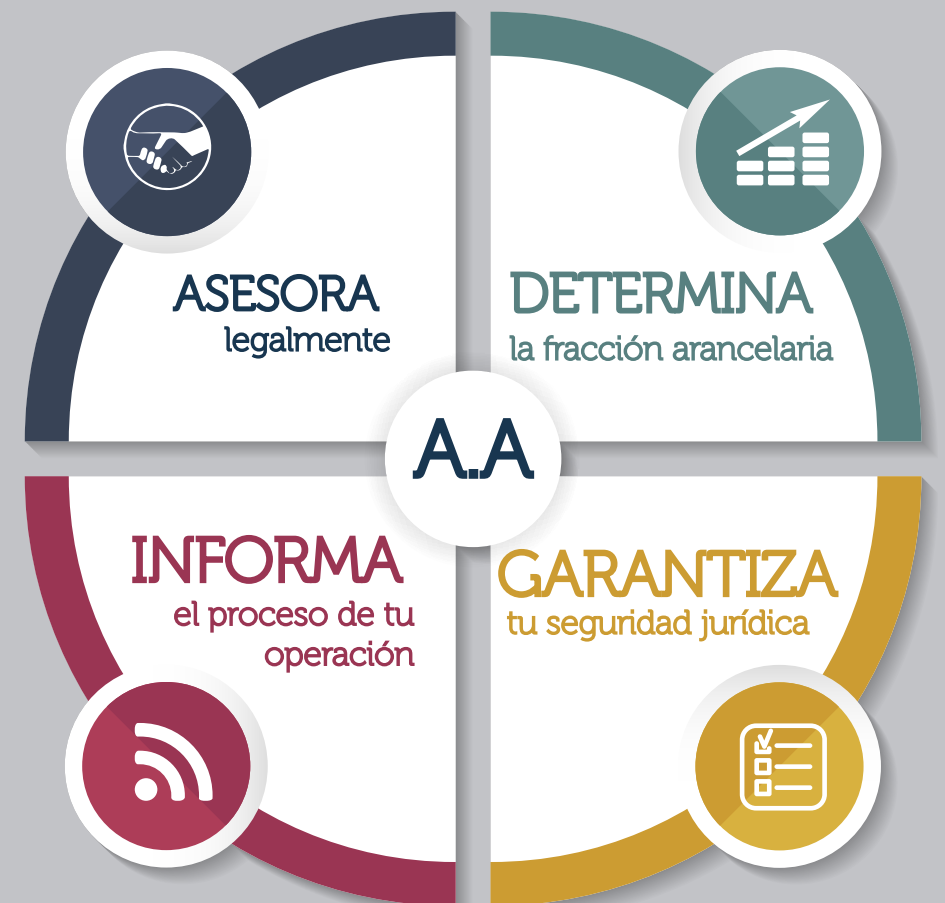 ASESORA
legalmente
DETERMINA
la fracción arancelaria
A.A
INFORMA
el proceso de tu
operación
GARANTIZA
tu seguridad jurídica